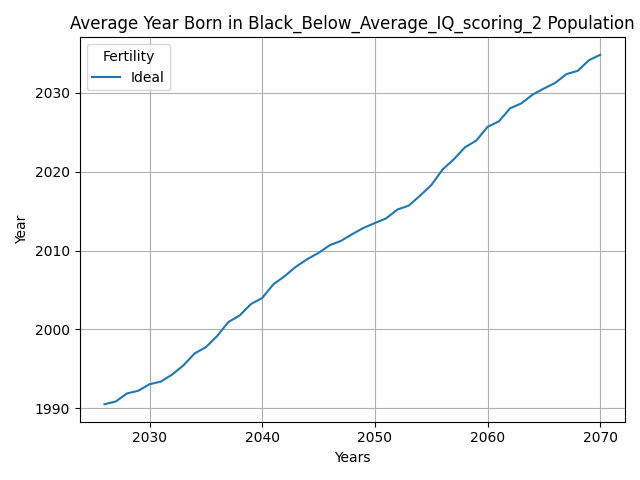 Average Year Born in Black_Below_Average_IQ_scoring_2 Population
Fertility
Ideal
2030
2020
2010
2000
1990
Year
2030 2040 2050 2060 2070
Years